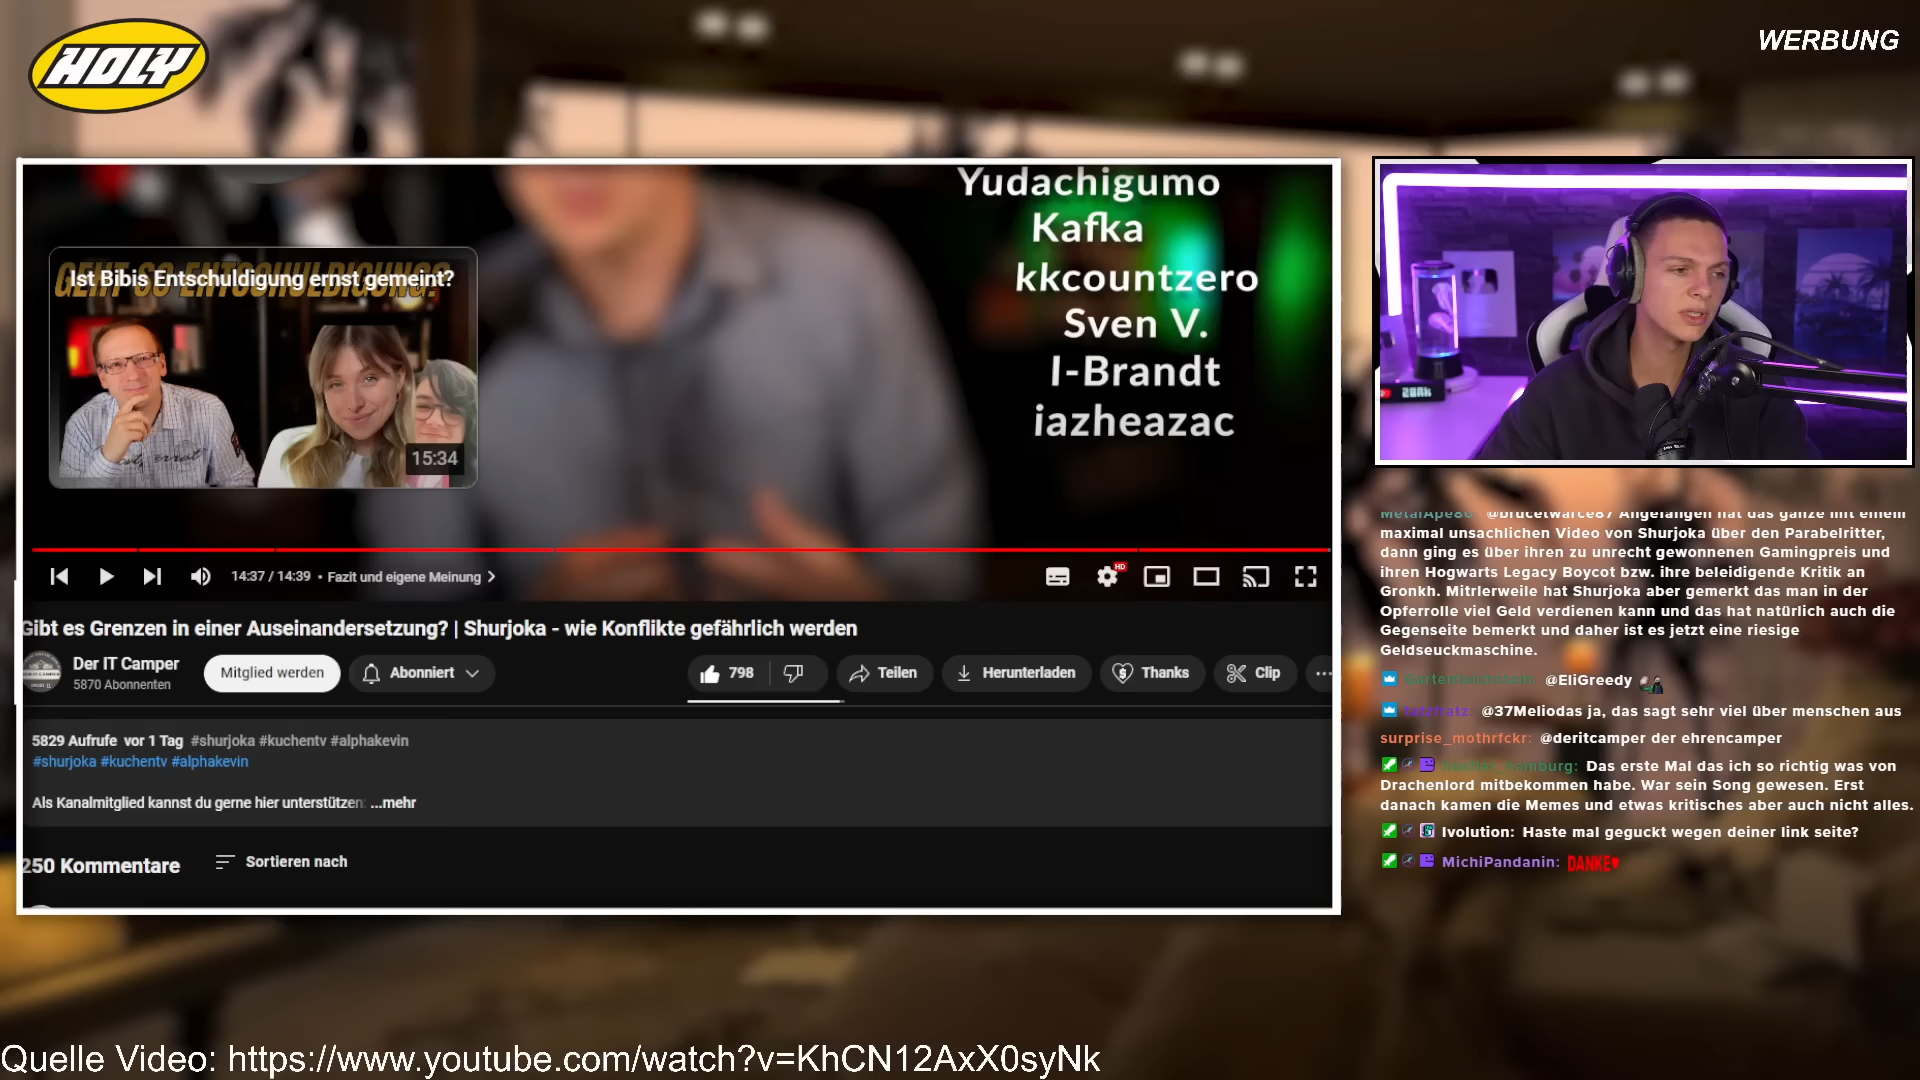 HOLY
WERBUNG
Yudachigumo
Kafka
kkcountzero
Sven V.
I-Brandt
iazheazac
Ist Bibis Entschuldigung ernst gemeint?
15:34
14:37 / 14:39 • Fazit und eigene Meinung
HD
Gibt es Grenzen in einer Auseinandersetzung? | Shurjoka - wie Konflikte gefährlich werden
Der IT Camper
5870 Abonnenten
Mitglied werden
Abonniert
798
Teilen
Herunterladen
Thanks
Clip
5829 Aufrufe vor 1 Tag #shurjoka #kuchentv #alphakevin
#shurjoka #kuchentv #alphakevin
Als Kanalmitglied kannst du gerne hier unterstützen: ...mehr
250 Kommentare
Sortieren nach
@brucetwarce87 Angefangen hat das ganze mit einem
maximal unsachlichen Video von Shurjoka über den Parabelritter,
dann ging es über ihren zu unrecht gewonnenen Gamingpreis und
ihren Hogwarts Legacy Boycot bzw. ihre beleidigende Kritik an
Gronkh. Mitrlerweile hat Shurjoka aber gemerkt das man in der
Opferrolle viel Geld verdienen kann und das hat natürlich auch die
Gegenseite bemerkt und daher ist es jetzt eine riesige
Geldseuckmaschine.
@EliGreedy
@37Meliodas ja, das sagt sehr viel über menschen aus
surprise_mothrfckr: @deritcamper der ehrencamper
Das erste Mal das ich so richtig was von
Drachenlord mitbekommen habe. War sein Song gewesen. Erst
danach kamen die Memes und etwas kritisches aber auch nicht alles.
Ivolution: Haste mal geguckt wegen deiner link seite?
MichiPandanin: DANKE
Quelle Video: https://www.youtube.com/watch?v=KhCN12AxX0syNk